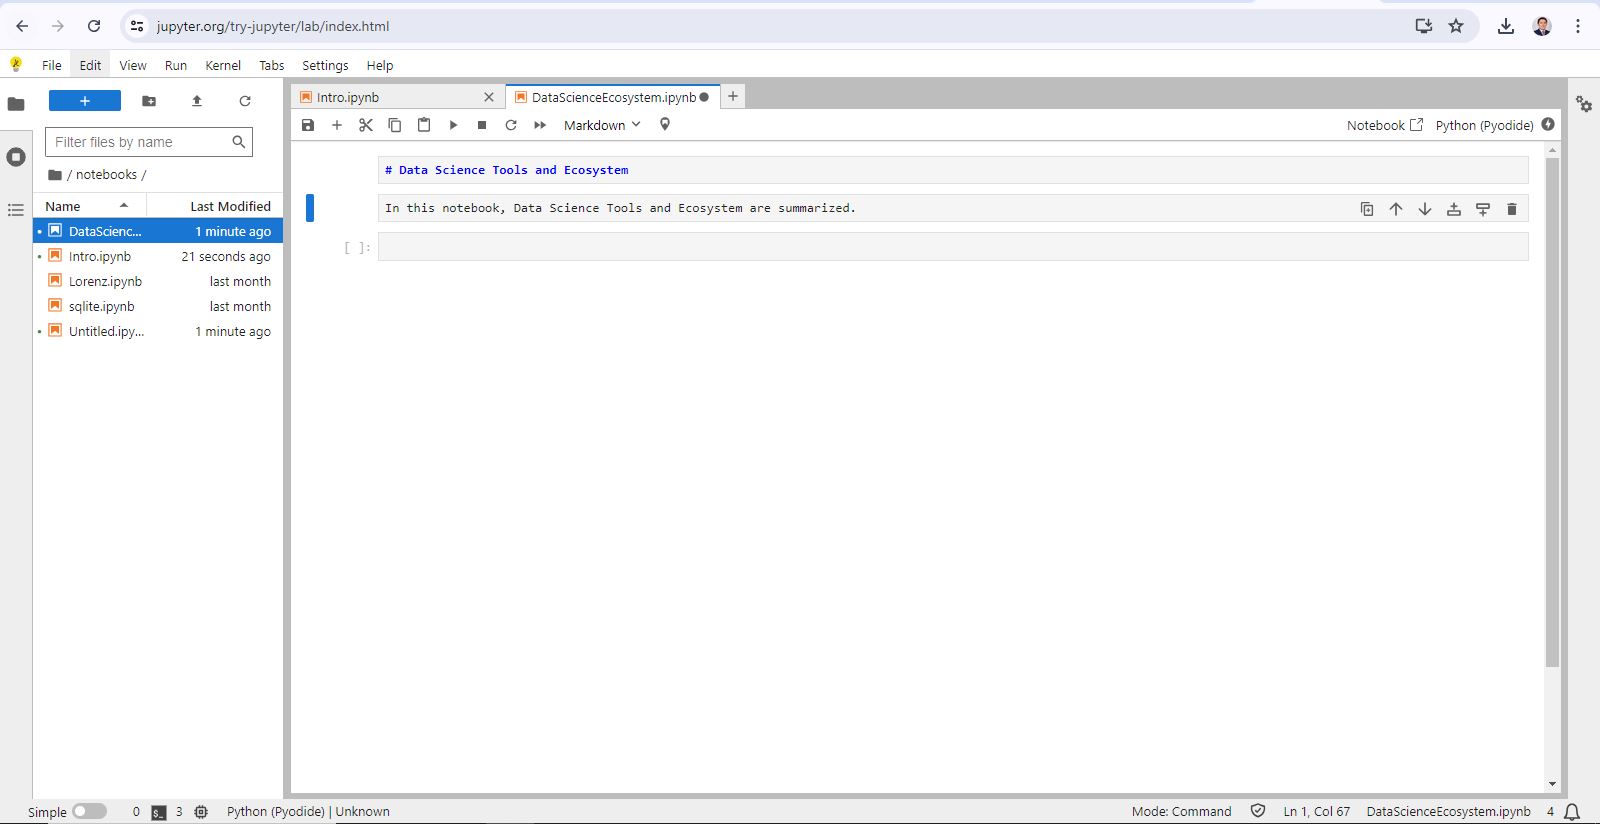 jupyter.org/try-jupyter/lab/index.html
File Edit View Run Kernel Tabs Settings Help
Intro.ipynb DataScienceEcosystem.ipynb
Markdown Notebook Python (Pyodide)
Filter files by name
/ notebooks /
Name Last Modified
DataScienc... 1 minute ago
Intro.ipynb 21 seconds ago
Lorenz.ipynb last month
sqlite.ipynb last month
Untitled.ipy... 1 minute ago
# Data Science Tools and Ecosystem
In this notebook, Data Science Tools and Ecosystem are summarized.
[ ]:
Simple 0 $_ 3 Python (Pyodide) | Unknown Mode: Command Ln 1, Col 67 DataScienceEcosystem.ipynb 4